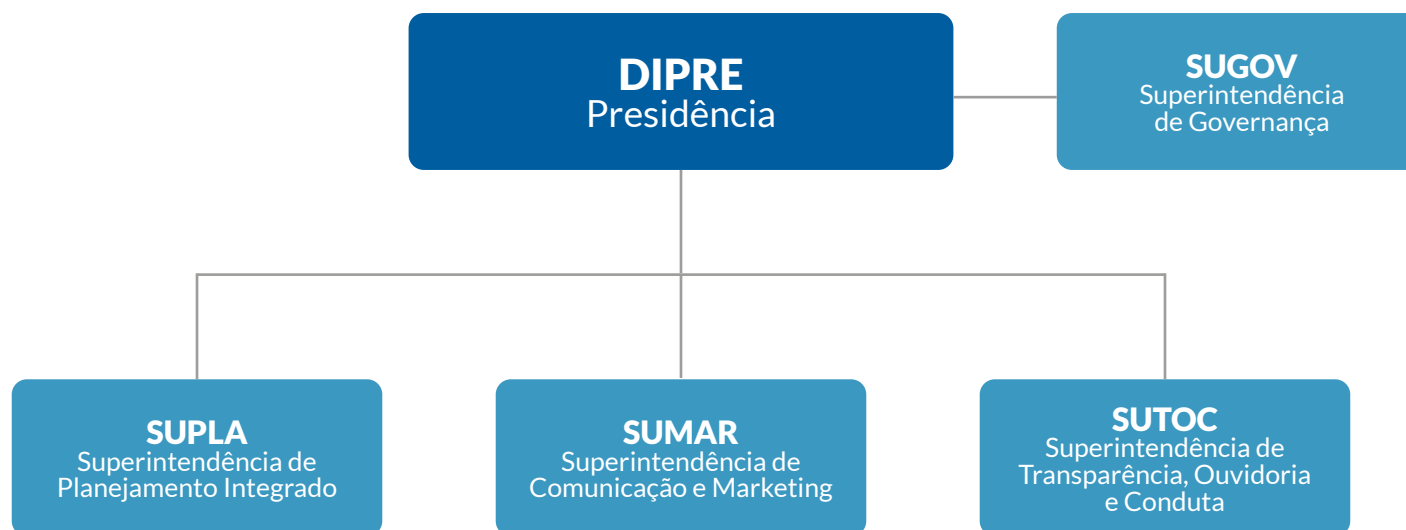 DIPRE
Presidência
SUGOV
Superintendência
de Governança
SUPLA
Superintendência de
Planejamento Integrado
SUMAR
Superintendência de
Comunicação e Marketing
SUTOC
Superintendência de
Transparência, Ouvidoria
e Conduta